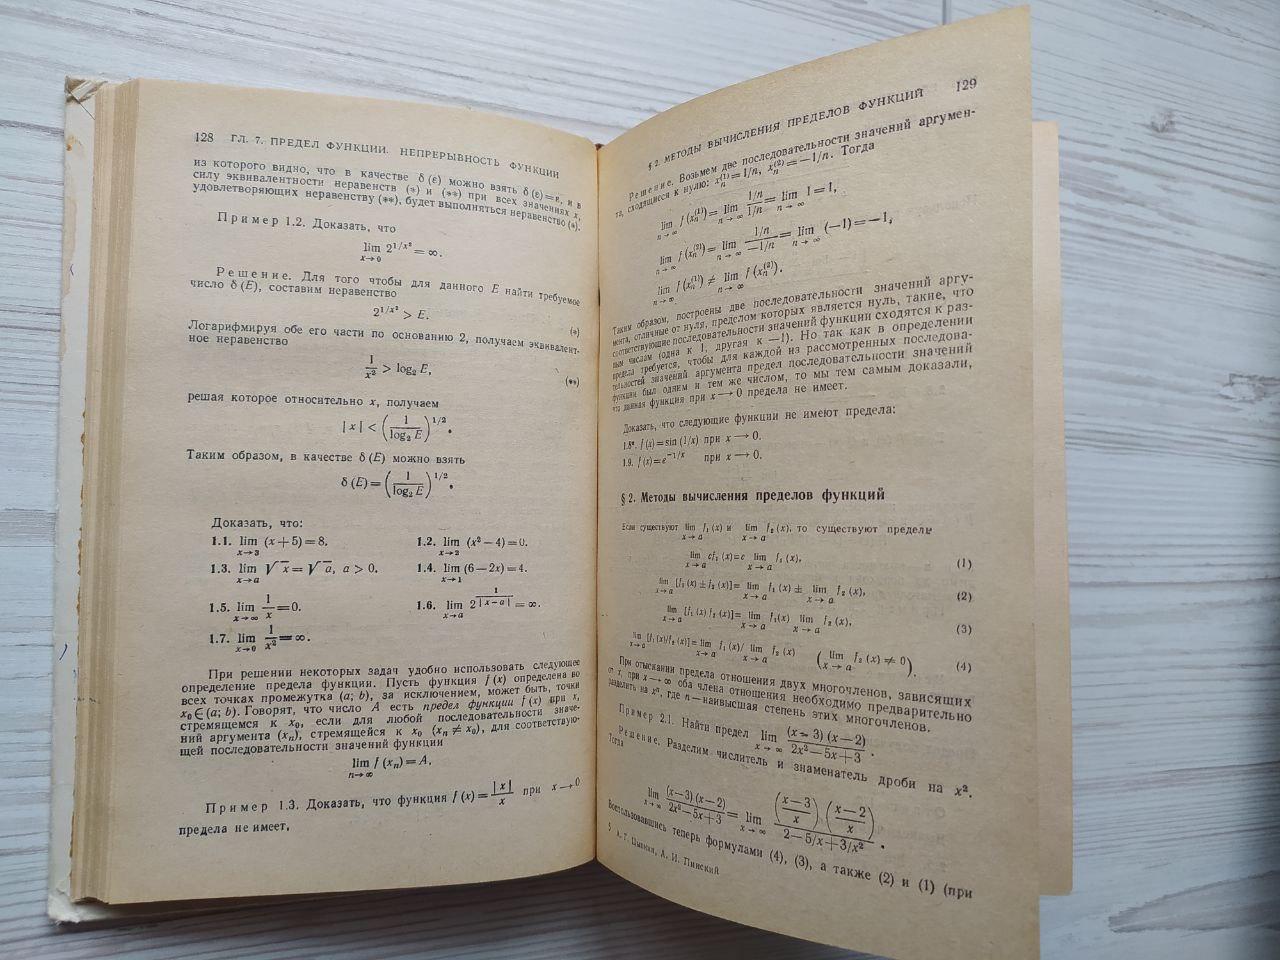 128 ГЛ. 7. ПРЕДЕЛ ФУНКЦИИ. НЕПРЕРЫВНОСТЬ ФУНКЦИИ
из которого видно, что в качестве δ (ε) можно взять δ (ε)=ε, и в
силу эквивалентности неравенств (*) и (**) при всех значениях x,
удовлетворяющих неравенству (**), будет выполняться неравенство (*).
Пример 1.2. Доказать, что
lim 2^{1/x²} = ∞.
x→0
Решение. Для того чтобы для данного E найти требуемое
число δ (E), составим неравенство
2^{1/x²} > E. (*)
Логарифмируя обе его части по основанию 2, получаем эквивалент-
ное неравенство
1/x² > log₂ E, (**)
решая которое относительно x, получаем
|x| < (1/log₂ E)^{1/2}.
Таким образом, в качестве δ (E) можно взять
δ (E) = (1/log₂ E)^{1/2}.
Доказать, что:
1.1. lim (x+5)=8. 1.2. lim (x²−4)=0.
x→3 x→2
1.3. lim √x = √a, a > 0. 1.4. lim (6−2x)=4.
x→a x→1
1.5. lim 1/x = 0. 1.6. lim 2^{1/|x−a|} = ∞.
x→∞ x→a
1.7. lim 1/x² = ∞.
x→0
При решении некоторых задач удобно использовать следующее
определение предела функции. Пусть функция f (x) определена во
всех точках промежутка (a; b), за исключением, может быть, точки
x₀∈(a; b). Говорят, что число A есть предел функции f (x) при x,
стремящемся к x₀, если для любой последовательности значе-
ний аргумента (xₙ), стремящейся к x₀ (xₙ ≠ x₀), для соответствую-
щей последовательности значений функции
lim f (xₙ) = A.
n→∞
Пример 1.3. Доказать, что функция f (x) = |x|/x при x→0
предела не имеет.
§ 2. МЕТОДЫ ВЫЧИСЛЕНИЯ ПРЕДЕЛОВ ФУНКЦИЙ 129
Решение. Возьмем две последовательности значений аргумен-
та, сходящиеся к нулю: xₙ⁽¹⁾ = 1/n, xₙ⁽²⁾ = −1/n. Тогда
lim f (xₙ⁽¹⁾) = lim (1/n)/(1/n) = lim 1 = 1,
n→∞ n→∞ n→∞
lim f (xₙ⁽²⁾) = lim (1/n)/(−1/n) = lim (−1) = −1,
n→∞ n→∞ n→∞
lim f (xₙ⁽¹⁾) ≠ lim f (xₙ⁽²⁾).
n→∞ n→∞
Таким образом, построены две последовательности значений аргу-
мента, отличные от нуля, пределом которых является нуль, такие, что
соответствующие последовательности значений функции сходятся к раз-
ным числам (одна к 1, другая к −1). Но так как в определении
предела требуется, чтобы для каждой из рассмотренных последова
тельностей значений аргумента предел последовательности значений
функции был одним и тем же числом, то мы тем самым доказали,
что данная функция при x→0 предела не имеет.
Доказать, что следующие функции не имеют предела:
1.8*. f (x)=sin (1/x) при x→0.
1.9. f (x)=e^{−1/x} при x→0.
§ 2. Методы вычисления пределов функций
Если существуют lim f₁ (x) и lim f₂ (x), то существуют пределы
x→a x→a
lim cf₁ (x)=c lim f₁ (x), (1)
x→a x→a
lim [f₁ (x) ± f₂ (x)] = lim f₁ (x) ± lim f₂ (x), (2)
x→a x→a x→a
lim [f₁ (x) f₂ (x)] = lim f₁ (x) lim f₂ (x), (3)
x→a x→a x→a
lim [f₁ (x)/f₂ (x)] = lim f₁ (x)/ lim f₂ (x) (lim f₂ (x) ≠ 0). (4)
x→a x→a x→a x→a
При отыскании предела отношения двух многочленов, зависящих
от x, при x→∞ оба члена отношения необходимо предварительно
разделить на xⁿ, где n — наивысшая степень этих многочленов.
Пример 2.1. Найти предел lim (x−3)(x−2)/(2x²−5x+3).
x→∞
Решение. Разделим числитель и знаменатель дроби на x².
Тогда
lim (x−3)(x−2)/(2x²−5x+3) = lim ((x−3)/x)((x−2)/x)/(2−5/x+3/x²).
x→∞ x→∞
Воспользовавшись теперь формулами (4), (3), а также (2) и (1) (при
5 А. Г. Цыпкин, А. И. Пинский